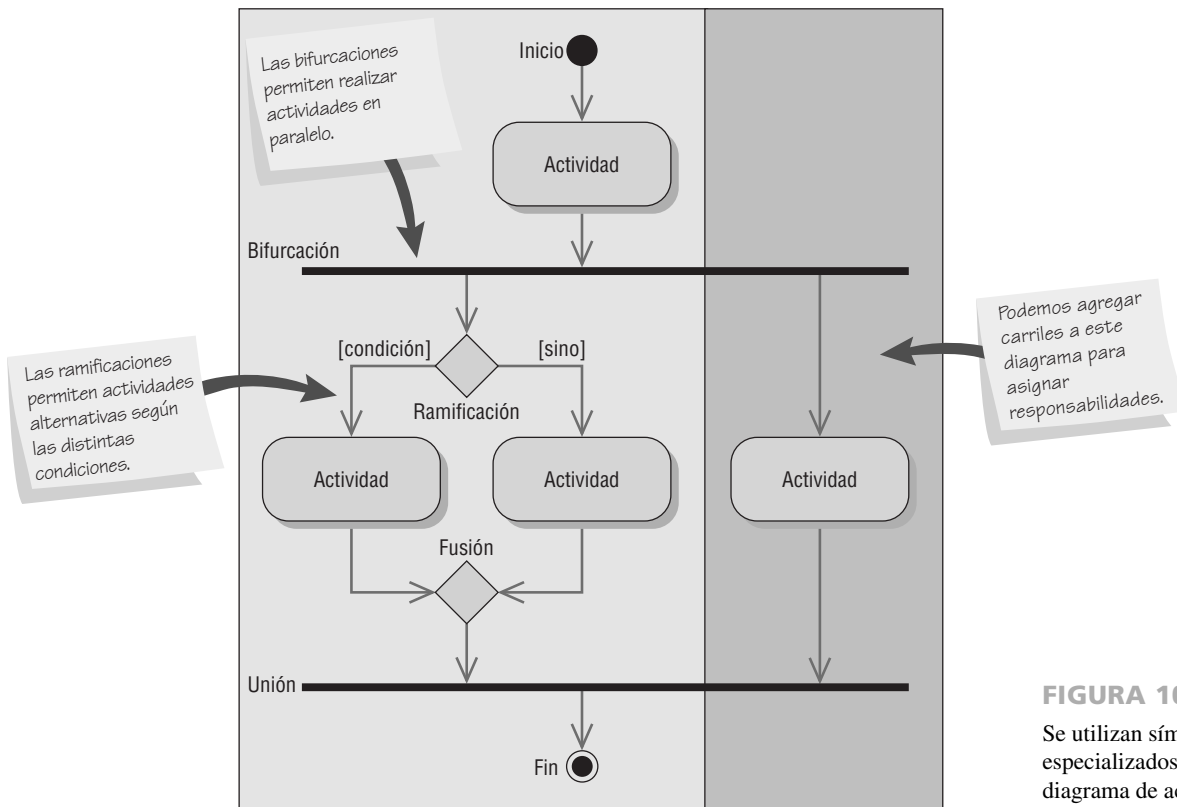 Las bifurcaciones
permiten realizar
actividades en
paralelo.
Inicio
Actividad
Bifurcación
Podemos agregar
carriles a este
diagrama para
asignar
responsabilidades.
[condición]
[sino]
Las ramificaciones
permiten actividades
alternativas según
las distintas
condiciones.
Ramificación
Actividad
Actividad
Actividad
Fusión
Unión
Fin
FIGURA 10
Se utilizan sím
especializados
diagrama de ac